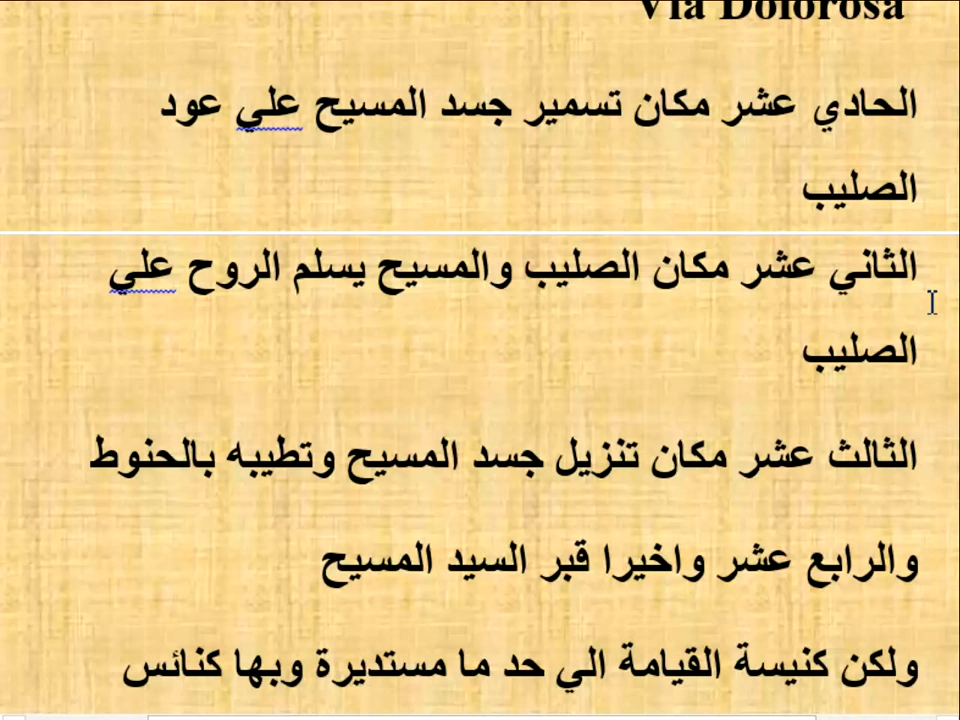 Via Dolorosa
الحادي عشر مكان تسمير جسد المسيح علي عود
الصليب
الثاني عشر مكان الصليب والمسيح يسلم الروح علي
الصليب
الثالث عشر مكان تنزيل جسد المسيح وتطيبه بالحنوط
والرابع عشر واخيرا قبر السيد المسيح
ولكن كنيسة القيامة الي حد ما مستديرة وبها كنائس